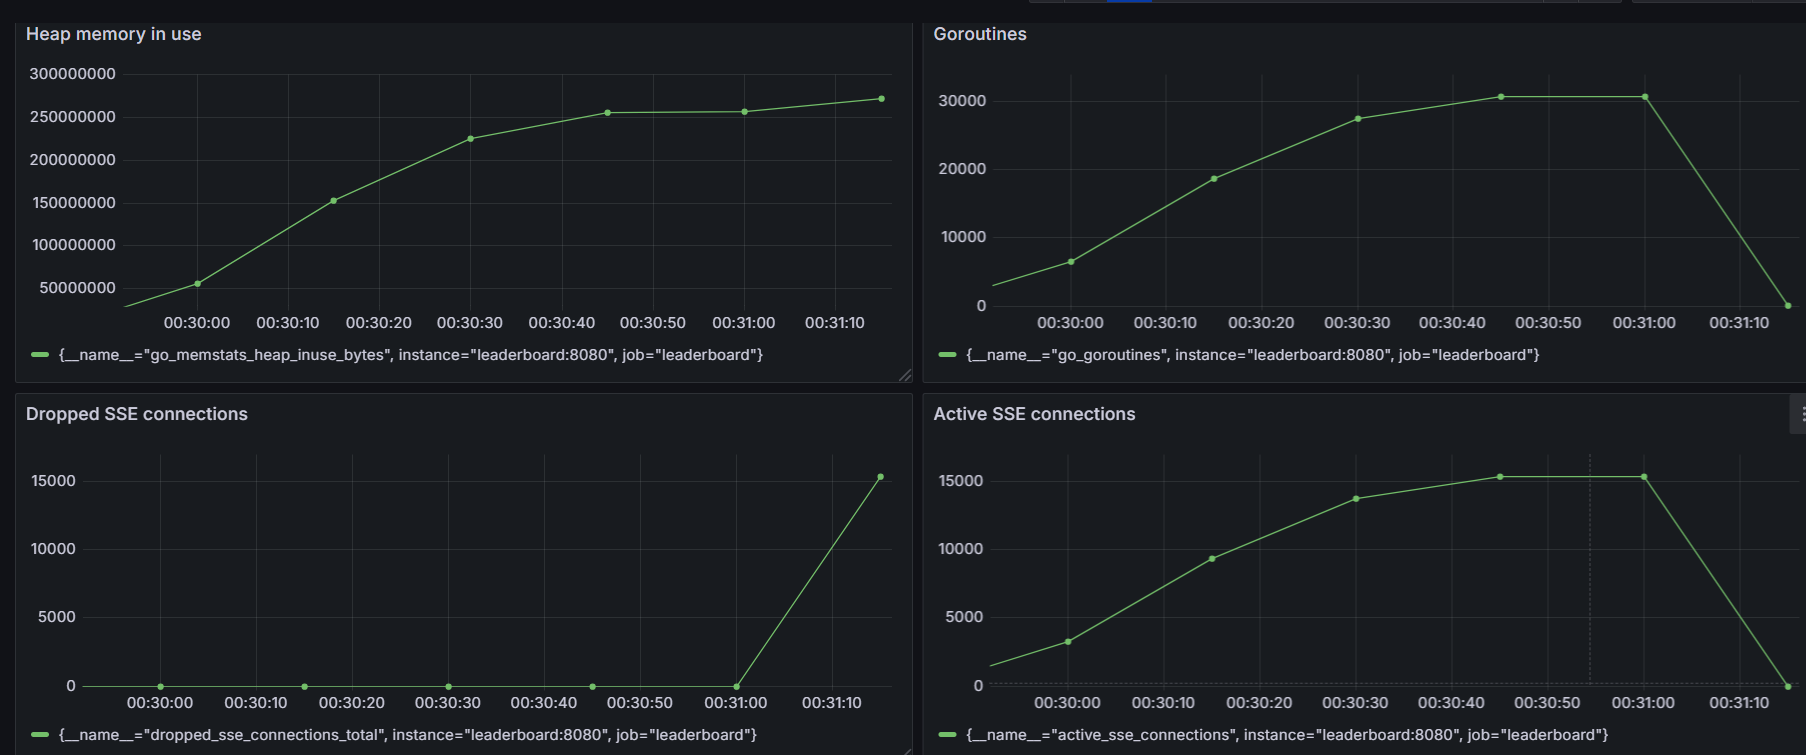 Heap memory in use
300000000
250000000
200000000
150000000
100000000
50000000
00:30:00 00:30:10 00:30:20 00:30:30 00:30:40 00:30:50 00:31:00 00:31:10
{__name__="go_memstats_heap_inuse_bytes", instance="leaderboard:8080", job="leaderboard"}
Goroutines
30000
20000
10000
0
00:30:00 00:30:10 00:30:20 00:30:30 00:30:40 00:30:50 00:31:00 00:31:10
{__name__="go_goroutines", instance="leaderboard:8080", job="leaderboard"}
Dropped SSE connections
15000
10000
5000
0
00:30:00 00:30:10 00:30:20 00:30:30 00:30:40 00:30:50 00:31:00 00:31:10
{__name__="dropped_sse_connections_total", instance="leaderboard:8080", job="leaderboard"}
Active SSE connections
15000
10000
5000
0
00:30:00 00:30:10 00:30:20 00:30:30 00:30:40 00:30:50 00:31:00 00:31:10
{__name__="active_sse_connections", instance="leaderboard:8080", job="leaderboard"}